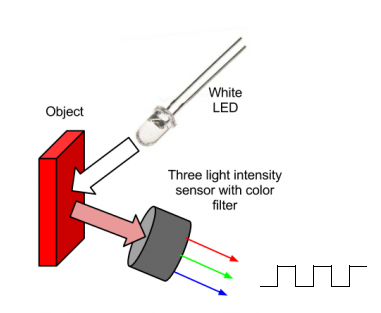 White
LED
Object
Three light intensity
sensor with color
filter